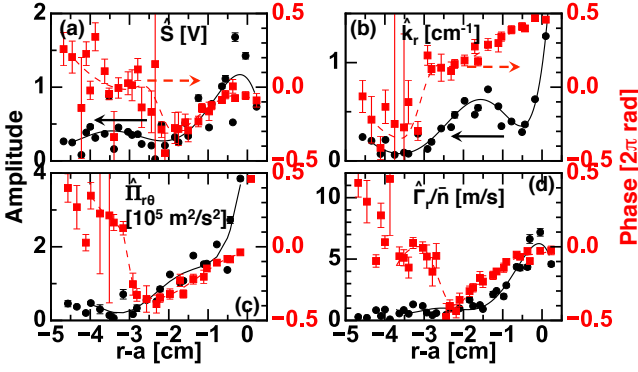 (a) Ŝ [V]
(b) k̂r [cm⁻¹]
Amplitude
Phase [2π rad]
2
1
0
0.5
0.0
-0.5
1
0
0.5
0.0
-0.5
Π̂rθ
[10⁵ m²/s²]
(c)
Γ̂r/n̄ [m/s]
(d)
4
2
0
0.5
0.0
-0.5
10
5
0
0.5
0.0
-0.5
-5 -4 -3 -2 -1 0
-5 -4 -3 -2 -1 0
r-a [cm]
r-a [cm]